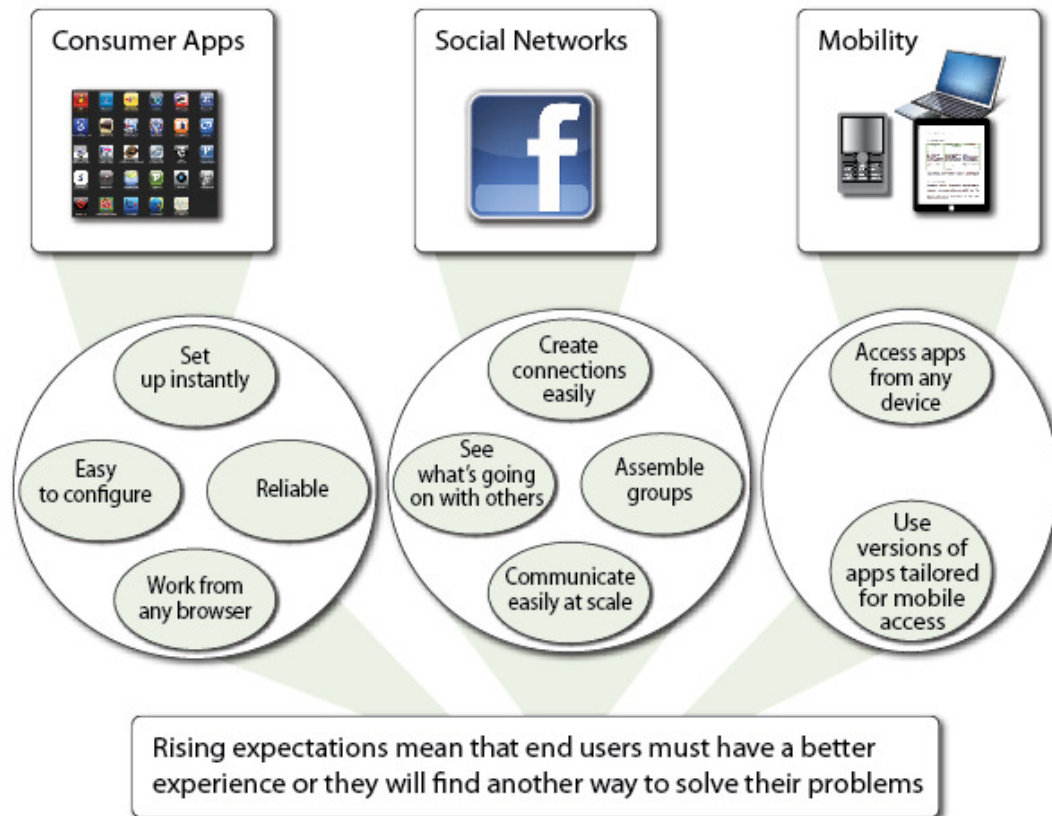 Consumer Apps
Social Networks
Mobility
f
Set
up instantly
Easy
to configure
Reliable
Work from
any browser
Create
connections
easily
See
what's going
on with others
Assemble
groups
Communicate
easily at scale
Access apps
from any
device
Use
versions of
apps tailored
for mobile
access
Rising expectations mean that end users must have a better
experience or they will find another way to solve their problems